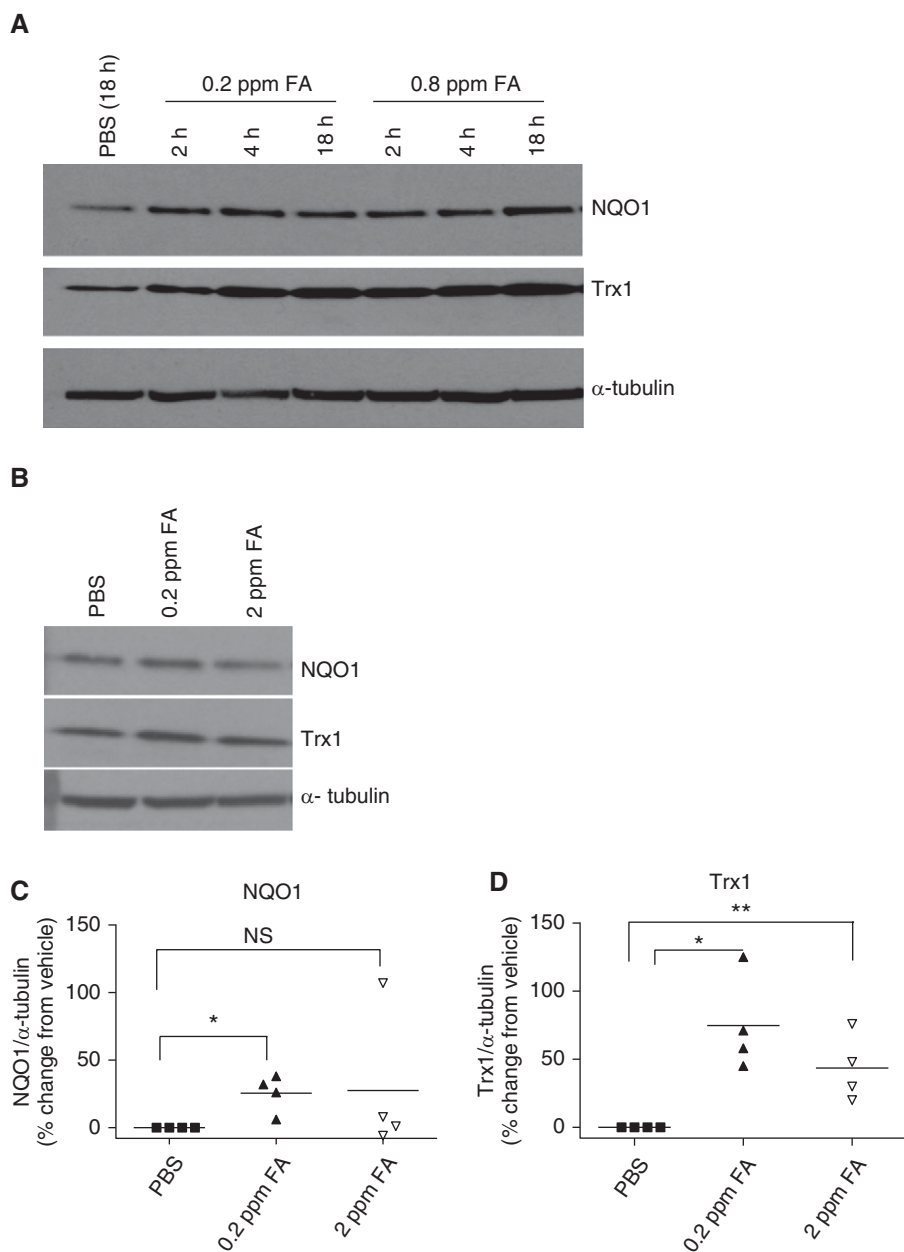 A
PBS (18 h)
0.2 ppm FA
0.8 ppm FA
2 h
4 h
18 h
2 h
4 h
18 h
NQO1
Trx1
α-tubulin
B
PBS
0.2 ppm FA
2 ppm FA
NQO1
Trx1
α- tubulin
C
NQO1
NQO1/α-tubulin
(% change from vehicle)
150
100
50
0
NS
*
PBS
0.2 ppm FA
2 ppm FA
D
Trx1
Trx1/α-tubulin
(% change from vehicle)
150
100
50
0
**
*
PBS
0.2 ppm FA
2 ppm FA